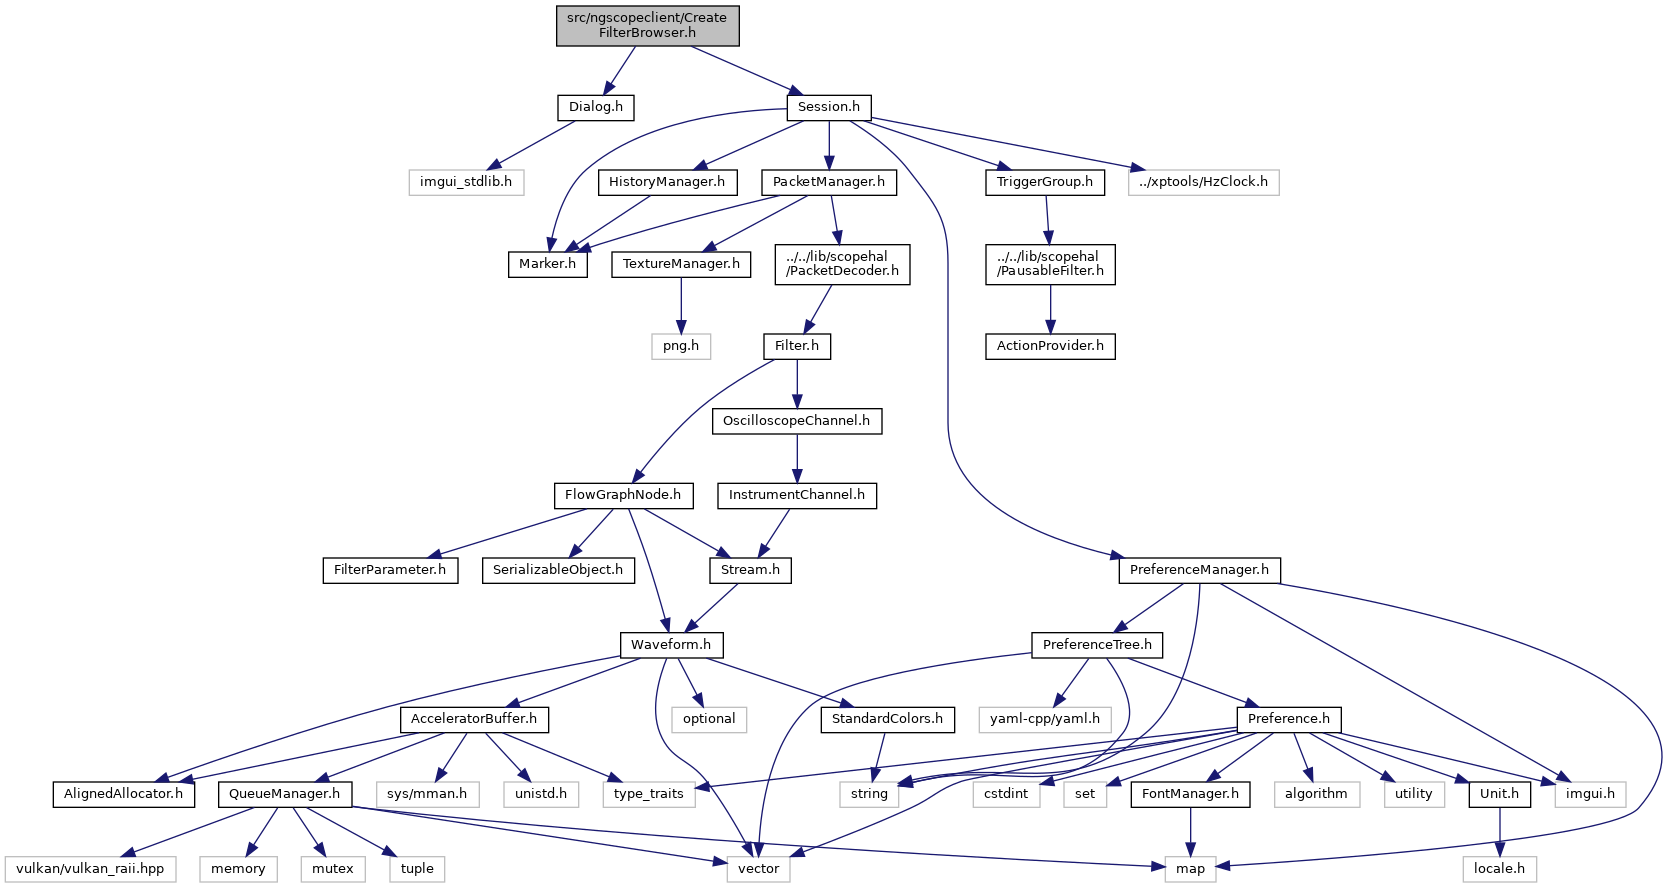 src/ngscopeclient/Create
FilterBrowser.h
Dialog.h
Session.h
imgui_stdlib.h
HistoryManager.h
PacketManager.h
TriggerGroup.h
../xptools/HzClock.h
Marker.h
TextureManager.h
../../lib/scopehal
/PacketDecoder.h
../../lib/scopehal
/PausableFilter.h
png.h
Filter.h
ActionProvider.h
OscilloscopeChannel.h
FlowGraphNode.h
InstrumentChannel.h
FilterParameter.h
SerializableObject.h
Stream.h
PreferenceManager.h
Waveform.h
PreferenceTree.h
AcceleratorBuffer.h
optional
StandardColors.h
yaml-cpp/yaml.h
Preference.h
AlignedAllocator.h
QueueManager.h
sys/mman.h
unistd.h
type_traits
string
cstdint
set
FontManager.h
algorithm
utility
Unit.h
imgui.h
vulkan/vulkan_raii.hpp
memory
mutex
tuple
vector
map
locale.h